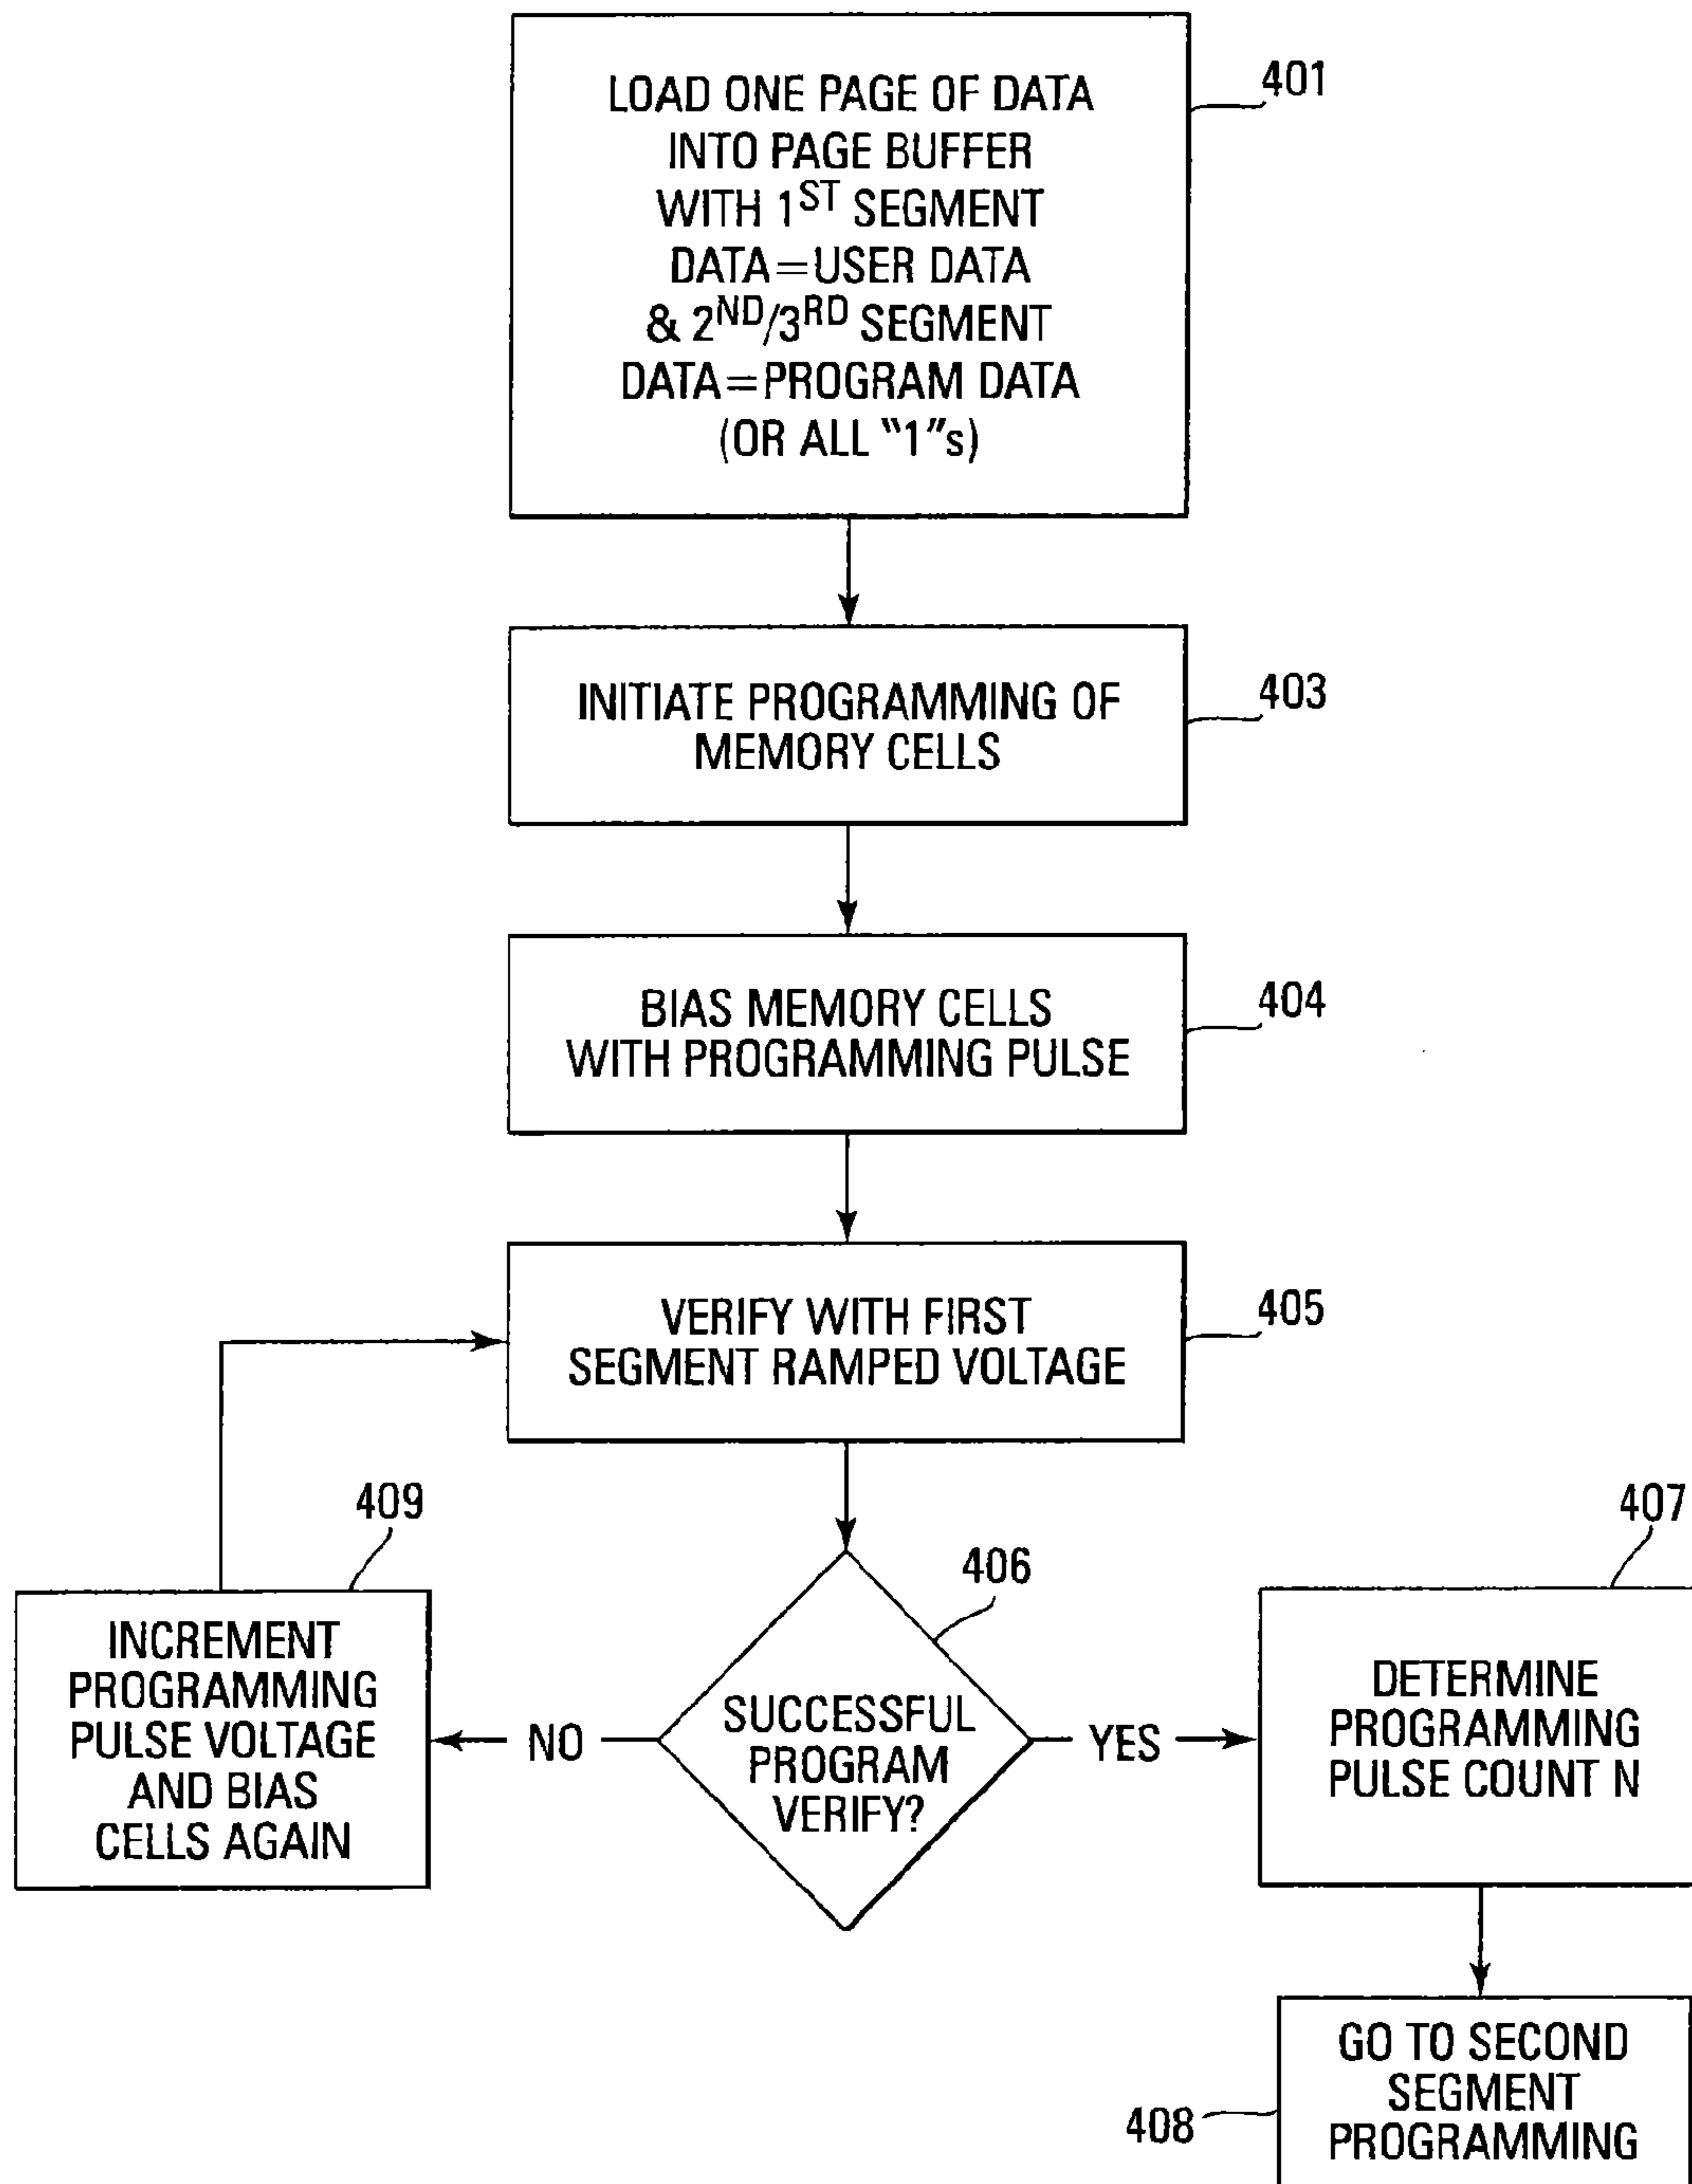 LOAD ONE PAGE OF DATA
INTO PAGE BUFFER
WITH 1ST SEGMENT
DATA=USER DATA
& 2ND/3RD SEGMENT
DATA=PROGRAM DATA
(OR ALL "1"s)
401
INITIATE PROGRAMMING OF
MEMORY CELLS
403
BIAS MEMORY CELLS
WITH PROGRAMMING PULSE
404
VERIFY WITH FIRST
SEGMENT RAMPED VOLTAGE
405
409
INCREMENT
PROGRAMMING
PULSE VOLTAGE
AND BIAS
CELLS AGAIN
NO
406
SUCCESSFUL
PROGRAM
VERIFY?
YES
407
DETERMINE
PROGRAMMING
PULSE COUNT N
GO TO SECOND
SEGMENT
PROGRAMMING
408